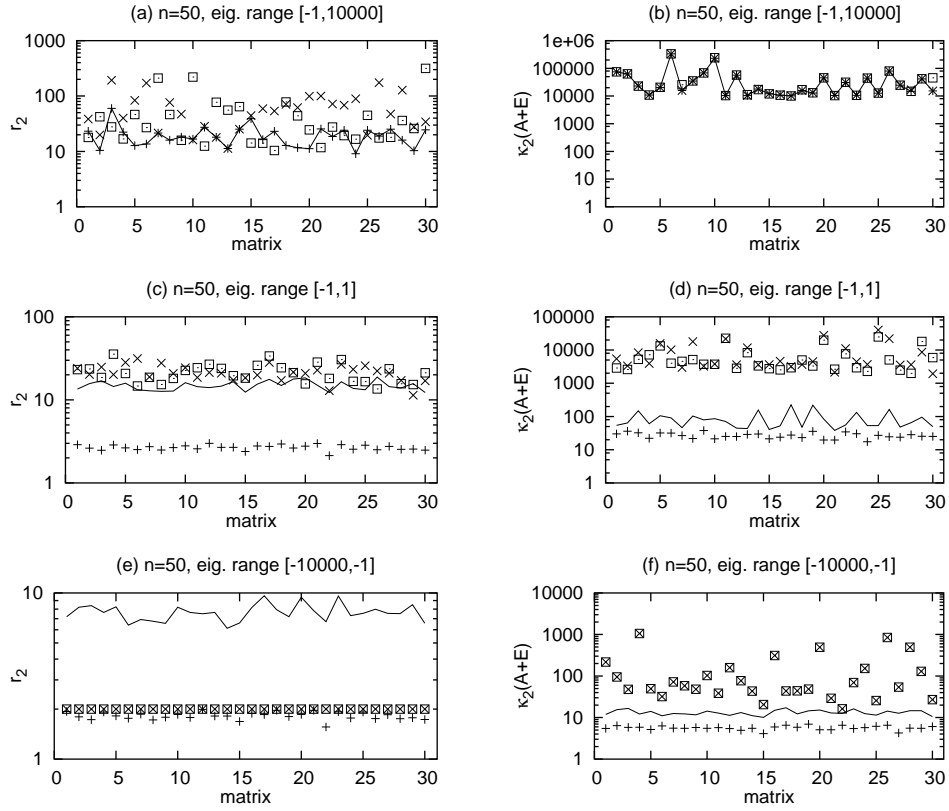 (a) n=50, eig. range [-1,10000]
1000
100
10
1
r2
0 5 10 15 20 25 30
matrix
(b) n=50, eig. range [-1,10000]
1e+06
100000
10000
1000
100
10
1
κ2(A+E)
0 5 10 15 20 25 30
matrix
(c) n=50, eig. range [-1,1]
100
10
1
r2
0 5 10 15 20 25 30
matrix
(d) n=50, eig. range [-1,1]
100000
10000
1000
100
10
1
κ2(A+E)
0 5 10 15 20 25 30
matrix
(e) n=50, eig. range [-10000,-1]
10
1
r2
0 5 10 15 20 25 30
matrix
(f) n=50, eig. range [-10000,-1]
10000
1000
100
10
1
κ2(A+E)
0 5 10 15 20 25 30
matrix